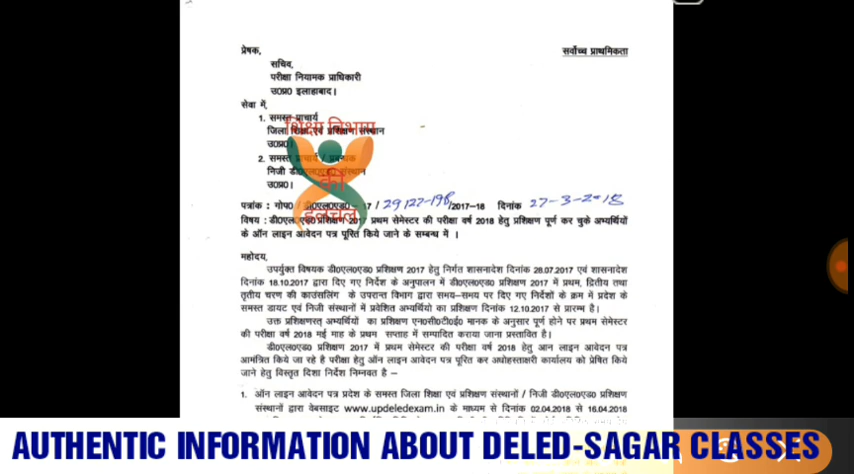 प्रेषक,
सर्वोच्च प्राथमिकता
सचिव,
परीक्षा नियामक प्राधिकारी
उ0प्र0 इलाहाबाद।
सेवा में,
1. समस्त प्राचार्य
जिला शिक्षा एवं प्रशिक्षण संस्थान
उ0प्र0।
2. समस्त प्राचार्य / प्रबन्धक
निजी डी0एल0एड0 संस्थान
उ0प्र0।
शिक्षा विभाग
की
हलचल
पत्रांक : गोप0 / डी0एल0एड0 - 17 / 29127-198 /2017-18 दिनांक 27-3-2018
विषय : डी0एल0एड0 प्रशिक्षण 2017 प्रथम सेमेस्टर की परीक्षा वर्ष 2018 हेतु प्रशिक्षण पूर्ण कर चुके अभ्यर्थियों
के ऑन लाइन आवेदन पत्र पूरित किये जाने के सम्बन्ध में ।
महोदय,
उपर्युक्त विषयक डी0एल0एड0 प्रशिक्षण 2017 हेतु निर्गत शासनादेश दिनांक 28.07.2017 एवं शासनादेश
दिनांक 18.10.2017 द्वारा दिए गए निर्देश के अनुपालन में डी0एल0एड0 प्रशिक्षण 2017 में प्रथम, द्वितीय तथा
तृतीय चरण की काउंसलिंग के उपरान्त विभाग द्वारा समय-समय पर दिए गए निर्देशों के क्रम में प्रदेश के
समस्त डायट एवं निजी संस्थानों में प्रवेशित अभ्यर्थियो का प्रशिक्षण दिनांक 12.10.2017 से प्रारम्भ है।
उक्त प्रशिक्षणरत् अभ्यर्थियों का प्रशिक्षण एन0सी0टी0ई0 मानक के अनुसार पूर्ण होने पर प्रथम सेमेस्टर
की परीक्षा वर्ष 2018 मई माह के प्रथम सप्ताह में सम्पादित कराया जाना प्रस्तावित है।
डी0एल0एड0 प्रशिक्षण 2017 में प्रथम सेमेस्टर की परीक्षा वर्ष 2018 हेतु आन लाइन आवेदन पत्र
आमंत्रित किये जा रहे है परीक्षा हेतु ऑन लाइन आवेदन पत्र पूरित कर अधोहस्ताक्षरी कार्यालय को प्रेषित किये
जाने हेतु विस्तृत दिशा निर्देश निम्नवत है –
1. ऑन लाइन आवेदन पत्र प्रदेश के समस्त जिला शिक्षा एवं प्रशिक्षण संस्थानों / निजी डी0एल0एड0 प्रशिक्षण
संस्थानों द्वारा वेबसाइट www.updeledexam.in के माध्यम से दिनांक 02.04.2018 से 16.04.2018
AUTHENTIC INFORMATION ABOUT DELED-SAGAR CLASSES